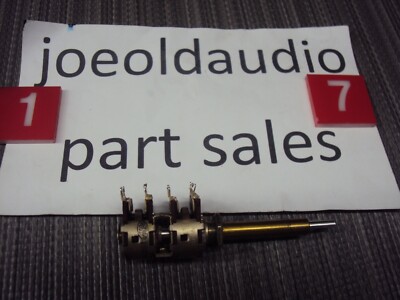 joeoldaudio
1
7
part sales